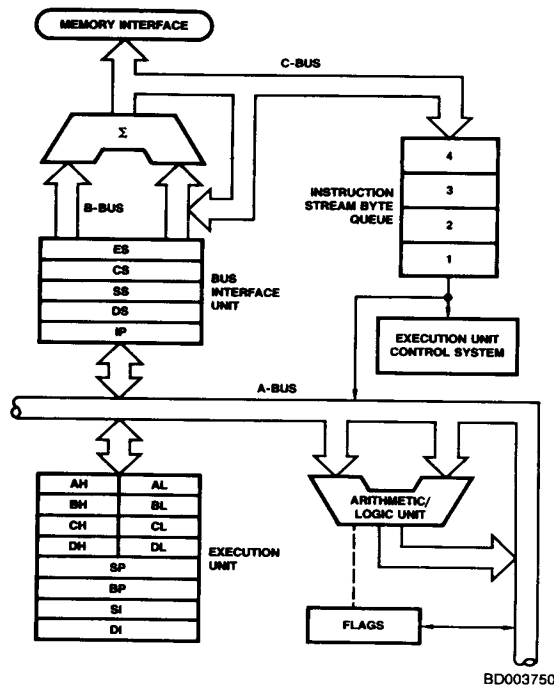 MEMORY INTERFACE
C-BUS
Σ
B-BUS
4
3
2
1
INSTRUCTION
STREAM BYTE
QUEUE
ES
CS
SS
DS
IP
BUS
INTERFACE
UNIT
EXECUTION UNIT
CONTROL SYSTEM
A-BUS
AH AL
BH BL
CH CL
DH DL
SP
BP
SI
DI
EXECUTION
UNIT
ARITHMETIC/
LOGIC UNIT
FLAGS
BD003750